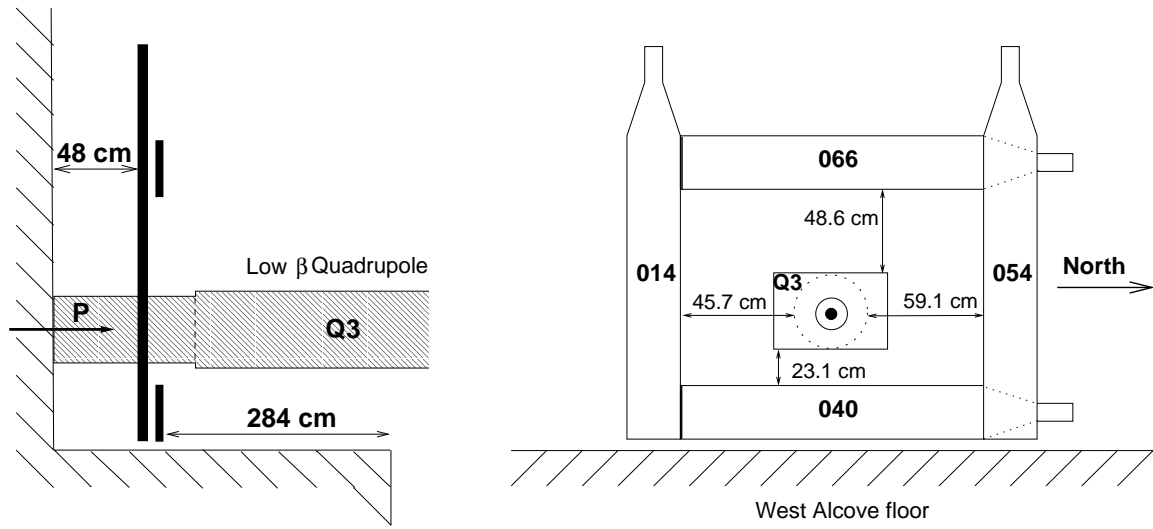 48 cm
Low β Quadrupole
P
Q3
284 cm
066
48.6 cm
014
Q3
054
North
45.7 cm
59.1 cm
23.1 cm
040
West Alcove floor